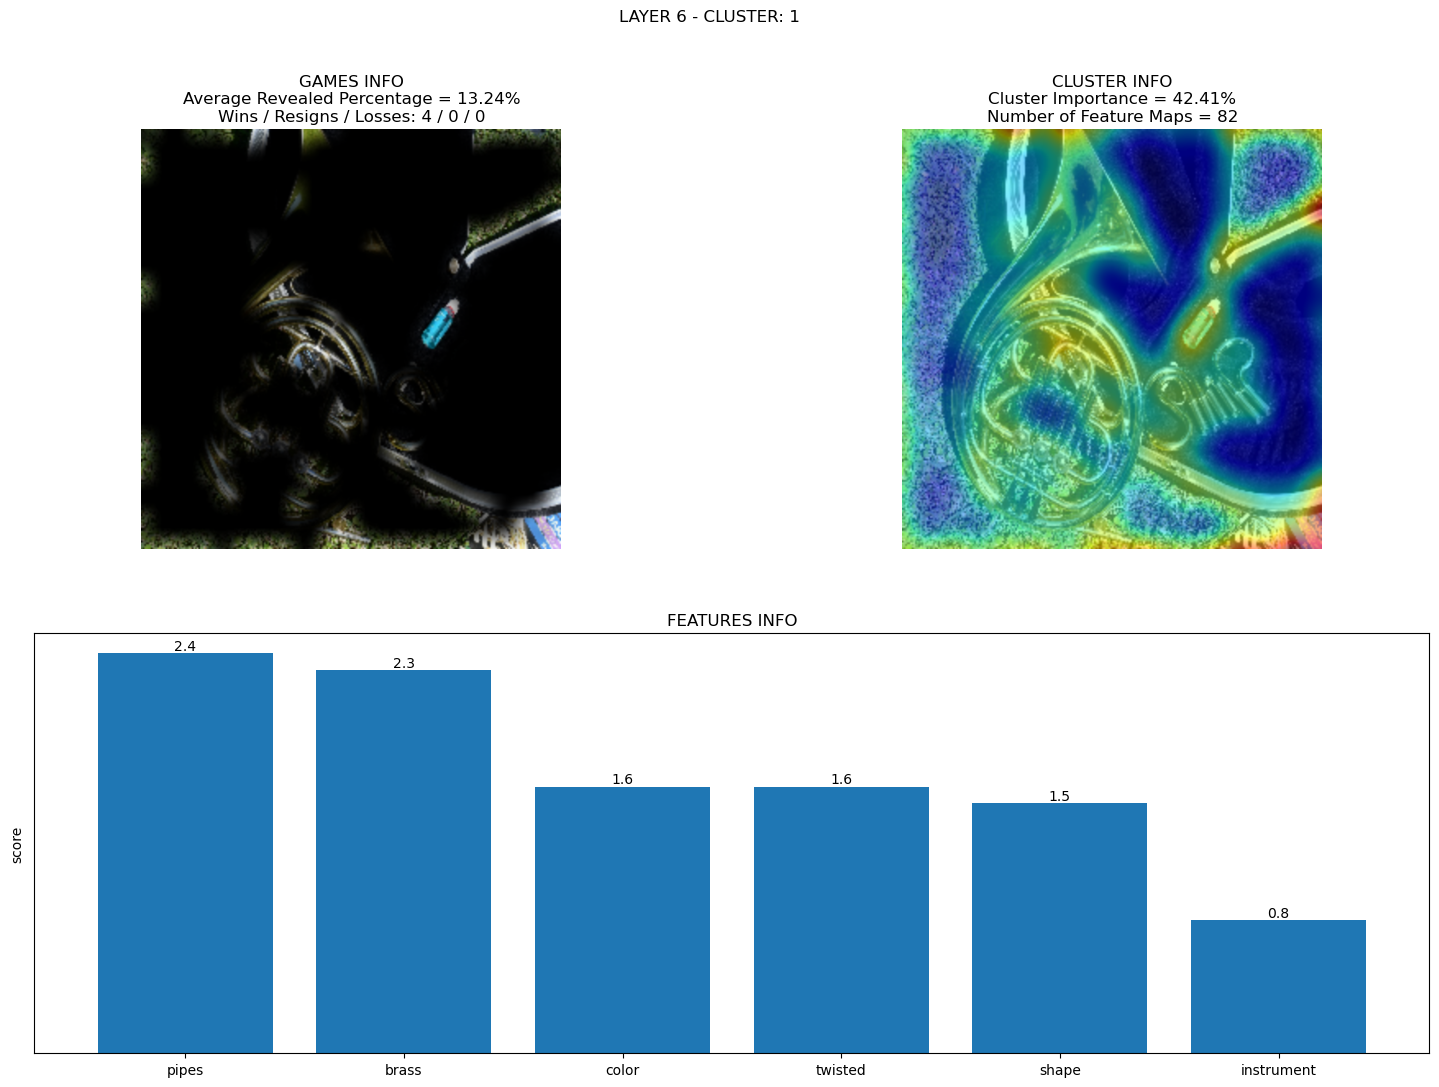 LAYER 6 - CLUSTER: 1
GAMES INFO
Average Revealed Percentage = 13.24%
Wins / Resigns / Losses: 4 / 0 / 0
CLUSTER INFO
Cluster Importance = 42.41%
Number of Feature Maps = 82
FEATURES INFO
score
2.4
2.3
1.6
1.6
1.5
0.8
pipes
brass
color
twisted
shape
instrument